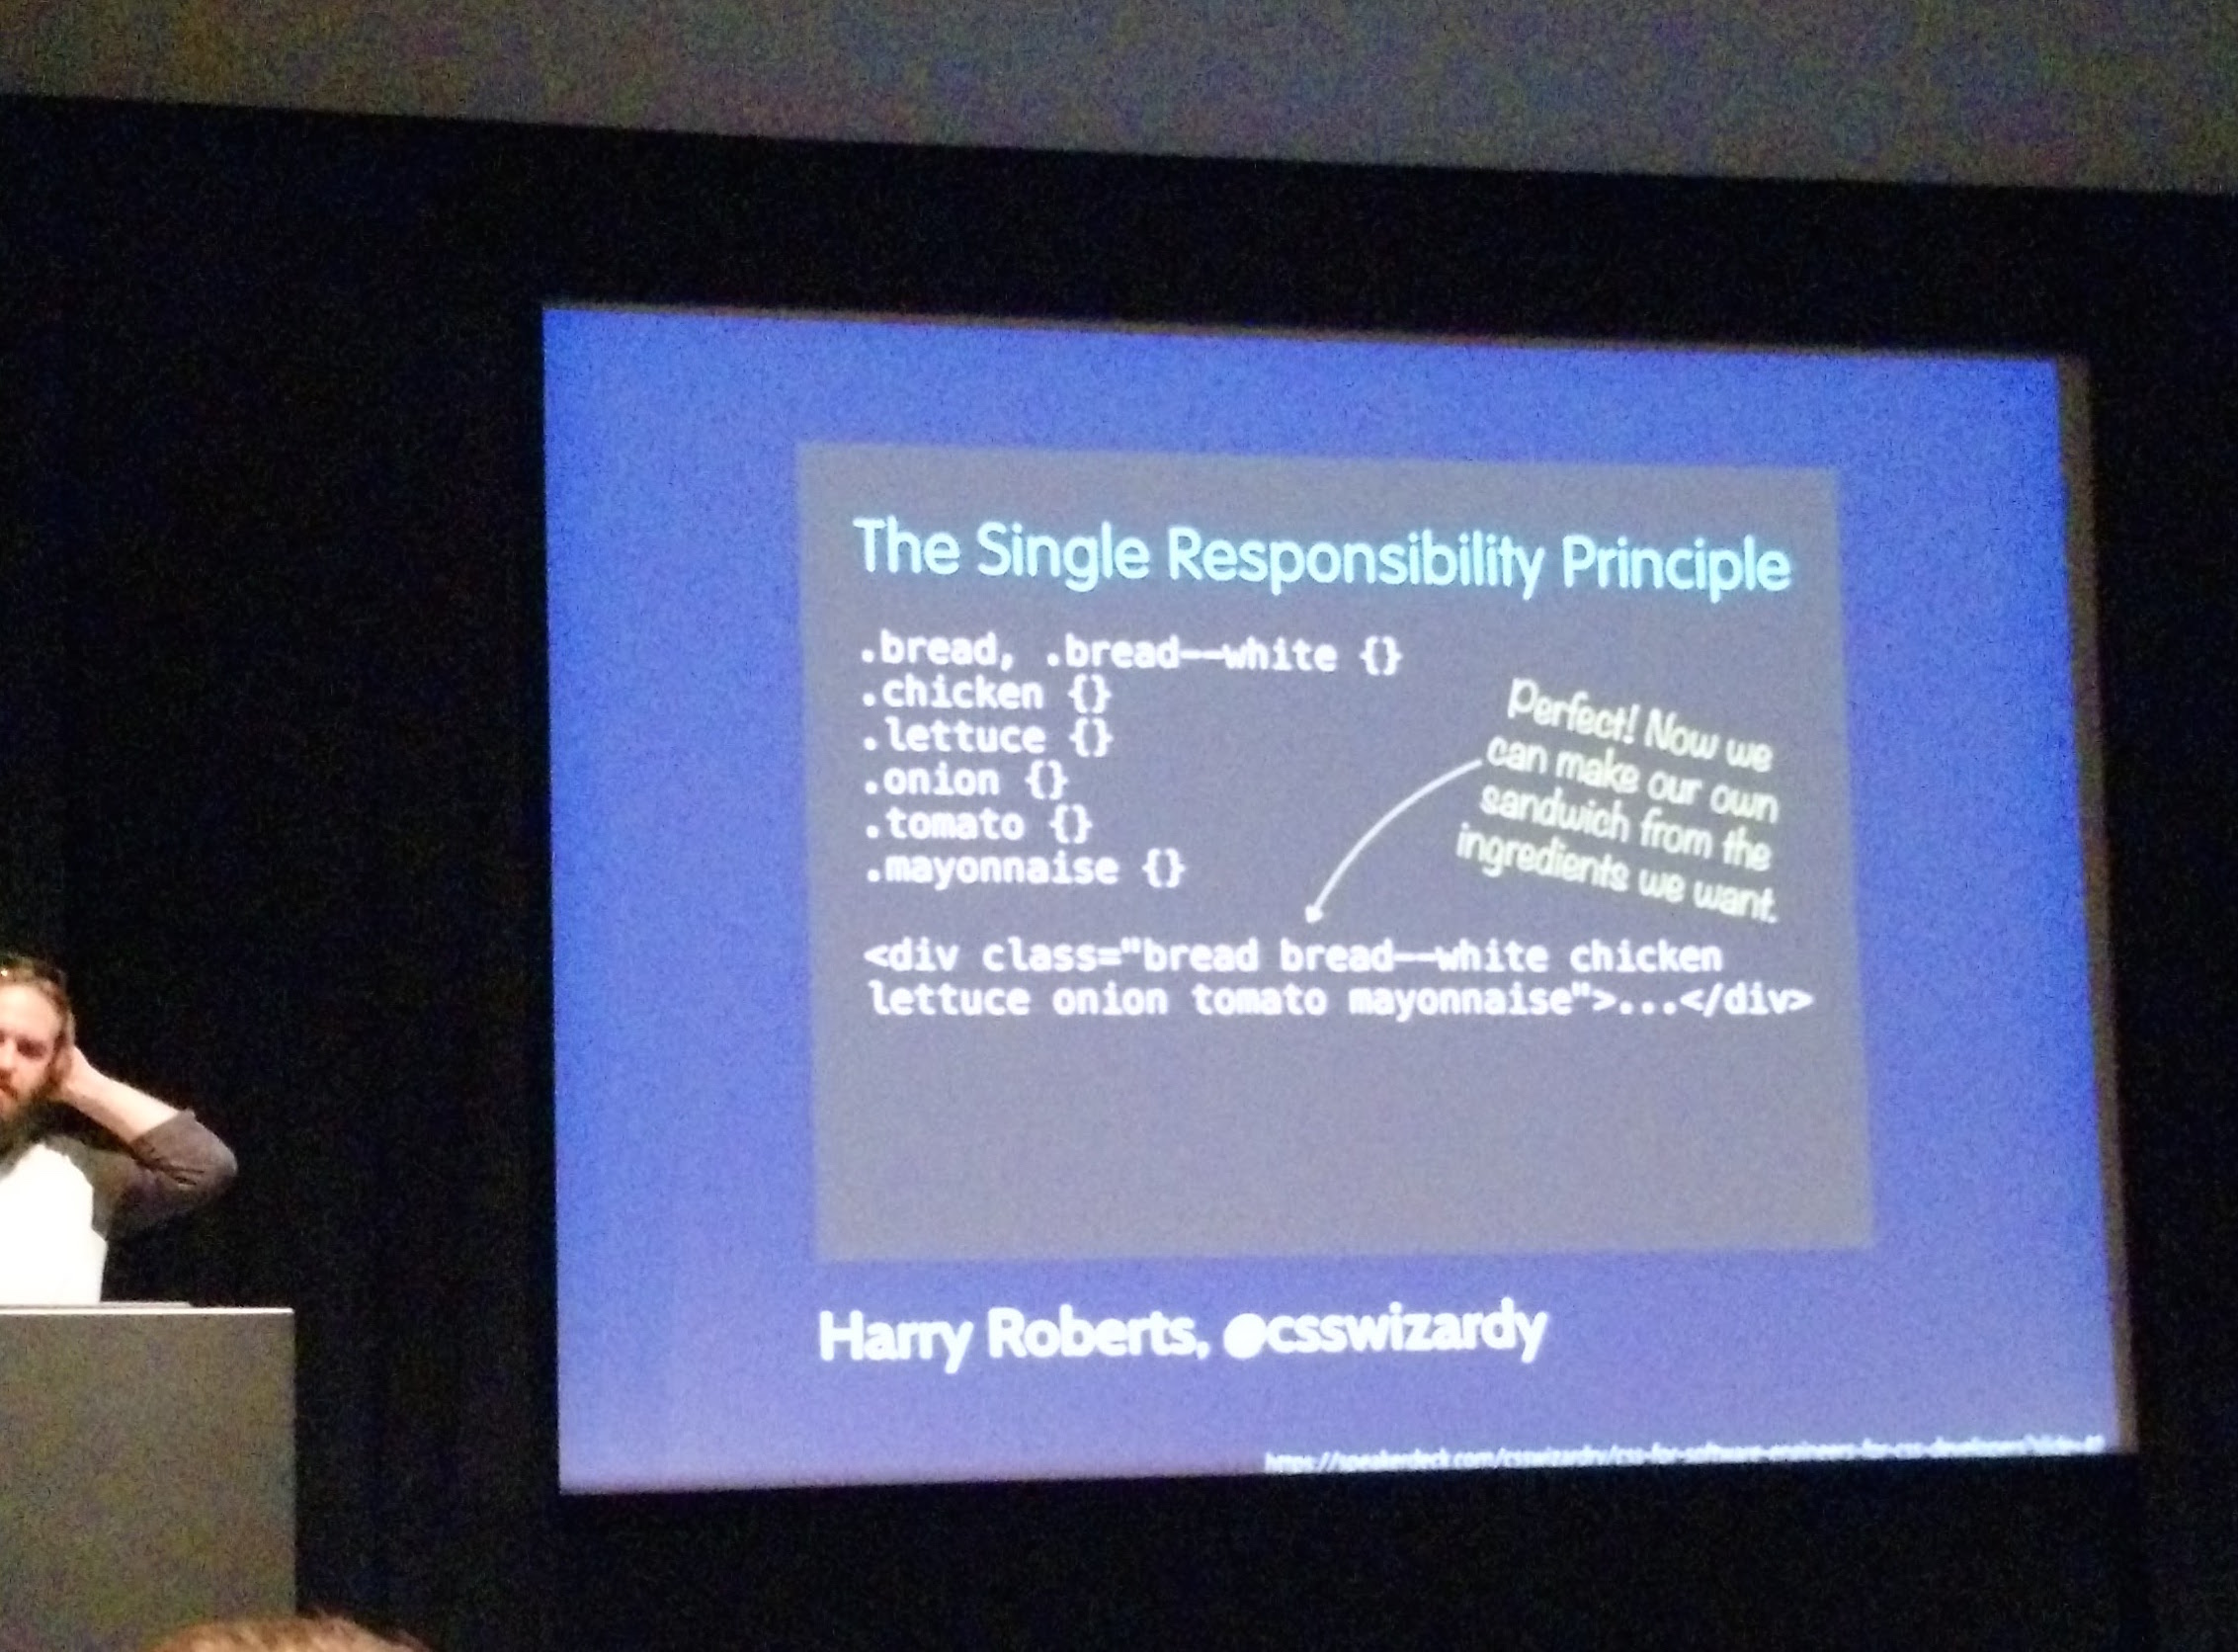 The Single Responsibility Principle
.bread, .bread--white {}
.chicken {}
.lettuce {}
.onion {}
.tomato {}
.mayonnaise {}
Perfect! Now we
can make our own
sandwich from the
ingredients we want.
<div class="bread bread--white chicken
lettuce onion tomato mayonnaise">...</div>
Harry Roberts, @csswizardy
https://speakerdeck.com/csswizardry/css-for-software-engineers-for-css-developers